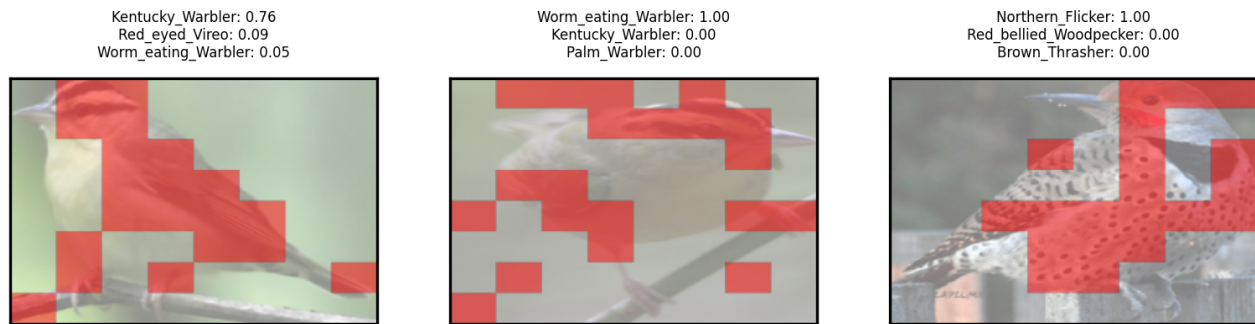 Kentucky_Warbler: 0.76
Red_eyed_Vireo: 0.09
Worm_eating_Warbler: 0.05
Worm_eating_Warbler: 1.00
Kentucky_Warbler: 0.00
Palm_Warbler: 0.00
Northern_Flicker: 1.00
Red_bellied_Woodpecker: 0.00
Brown_Thrasher: 0.00